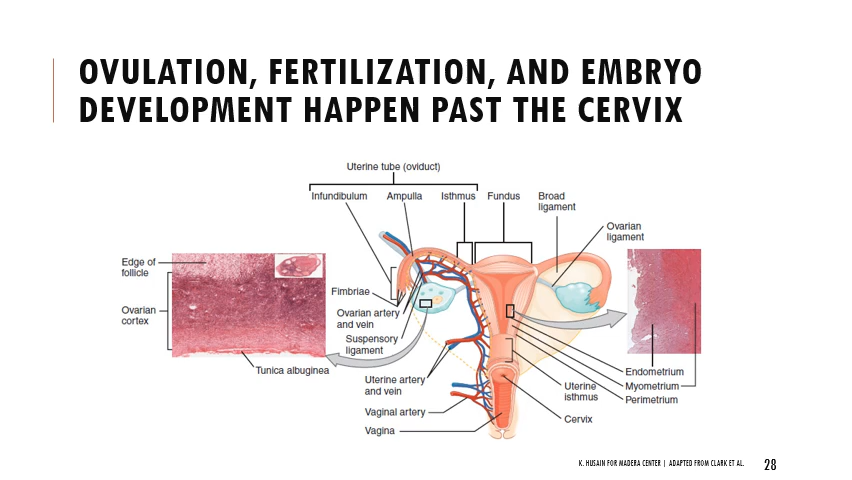 OVULATION, FERTILIZATION, AND EMBRYO
DEVELOPMENT HAPPEN PAST THE CERVIX
Uterine tube (oviduct)
Infundibulum
Ampulla
Isthmus
Fundus
Broad
ligament
Ovarian
ligament
Edge of
follicle
Ovarian
cortex
Tunica albuginea
Fimbriae
Ovarian artery
and vein
Suspensory
ligament
Uterine artery
and vein
Vaginal artery
Vagina
Endometrium
Myometrium
Perimetrium
Uterine
isthmus
Cervix
K. HUSAIN FOR MADERA CENTER | ADAPTED FROM CLARK ET AL.
28